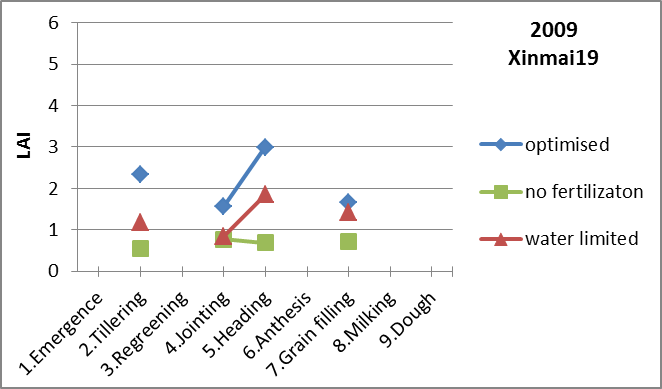 2009
Xinmai19
LAI
6
5
4
3
2
1
0
1.Emergence
2.Tillering
3.Regreening
4.Jointing
5.Heading
6.Anthesis
7.Grain filling
8.Milking
9.Dough
optimised
no fertilizaton
water limited